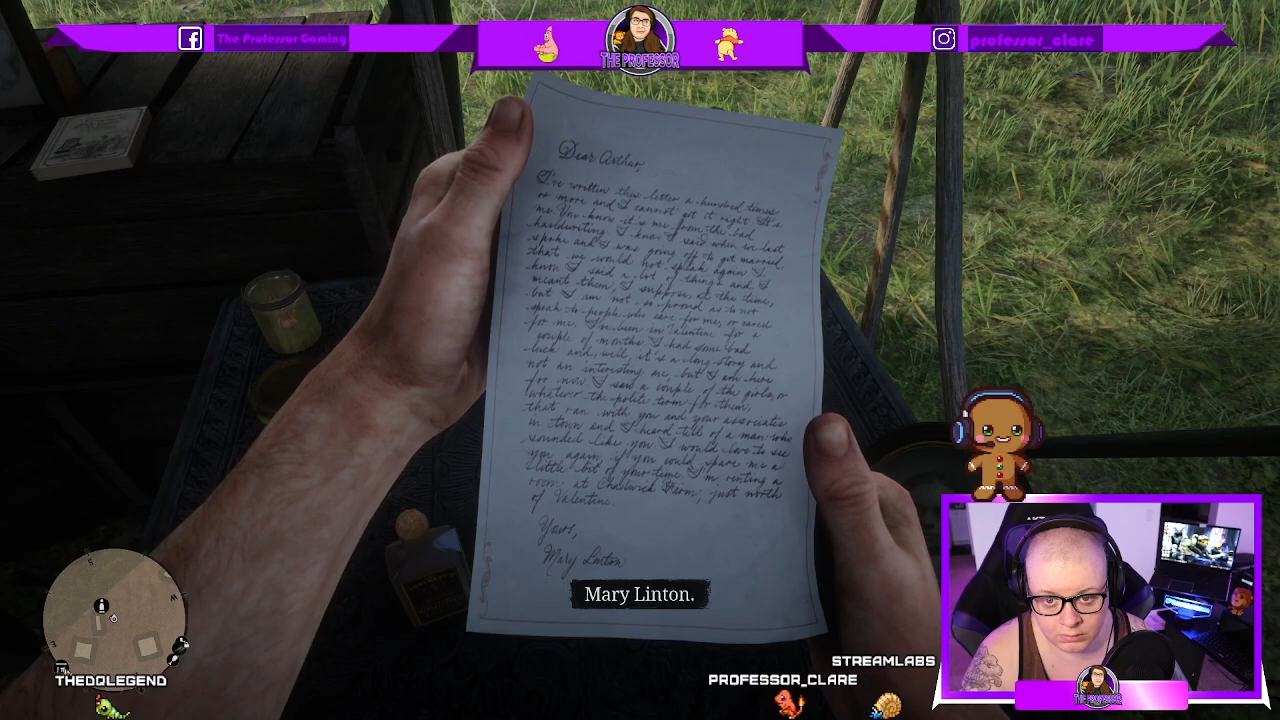 The Professor Gaming
THE PROFESSOR
professor_clare
Dear Arthur,
I've written this letter a hundred times
or more and I cannot get it right. It's
me. You know it's me from the bad
handwriting. I know I said when we last
spoke and I was going off to get married,
that we would not speak again. I
know I said a lot of things and I
meant them, I suppose, at the time,
but I am not so proud as to not
speak to people who care for me, or cared
for me. I've been in Valentine for a
couple of months. I had some bad
luck and, well, it's a long story and
not an interesting one, but I am here
for now. I saw a couple of the girls, or
whatever the polite term for them,
that ran with you and your associates
in town and I heard tell of a man who
sounded like you. I would love to see
you again, if you would spare me a
little bit of your time. I'm renting a
room, at Chadwick Farm, just north
of Valentine.
Yours,
Mary Linton
Mary Linton.
STREAMLABS
THEDQLEGEND
PROFESSOR_CLARE
THE PROFESSOR